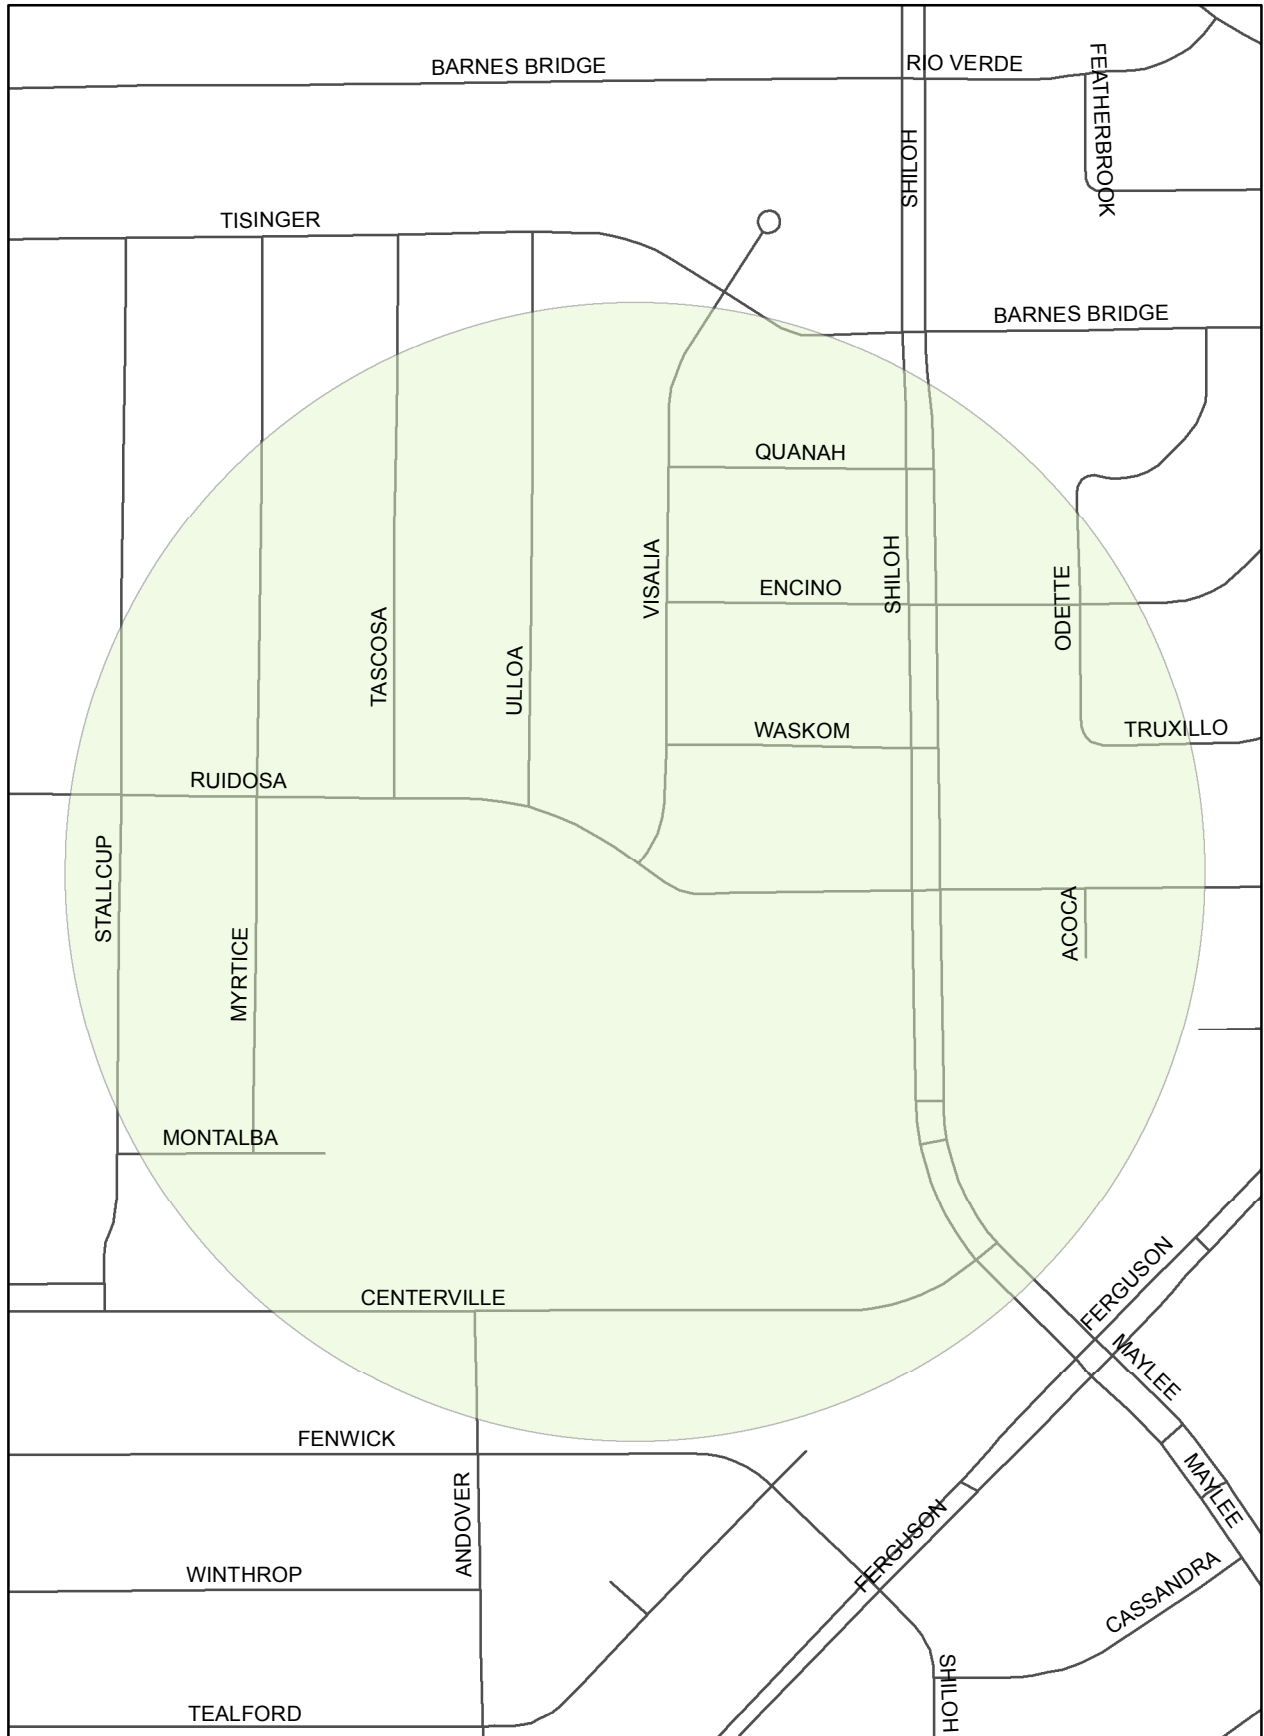 BARNES BRIDGE
RIO VERDE
FEATHERBROOK
SHILOH
TISINGER
BARNES BRIDGE
QUANAH
VISALIA
SHILOH
ENCINO
ODETTE
TASCOSA
ULLOA
WASKOM
TRUXILLO
RUIDOSA
STALLCUP
MYRTICE
ACOCA
MONTALBA
CENTERVILLE
FERGUSON
MAYLEE
FENWICK
ANDOVER
MAYLEE
FERGUSON
WINTHROP
CASSANDRA
SHILOH
TEALFORD